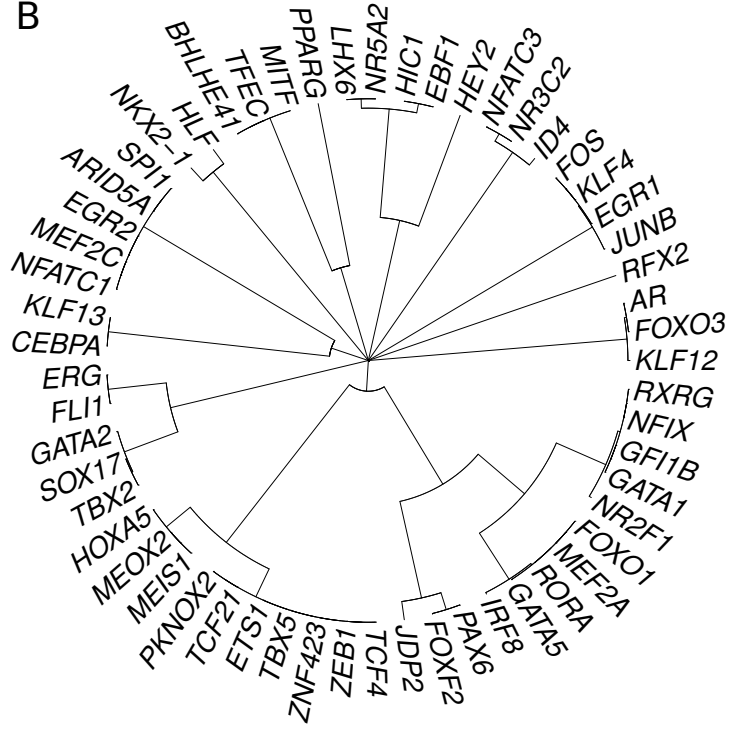 B
PPARG
LHX6
NR5A2
HIC1
EBF1
HEY2
NFATC3
NR3C2
ID4
FOS
KLF4
EGR1
JUNB
RFX2
AR
FOXO3
KLF12
RXRG
NFIX
GFI1B
GATA1
NR2F1
FOXO1
MEF2A
RORA
GATA5
IRF8
PAX6
FOXF2
JDP2
TCF4
ZEB1
ZNF423
TBX5
ETS1
TCF21
PKNOX2
MEIS1
MEOX2
HOXA5
TBX2
SOX17
GATA2
FLI1
ERG
CEBPA
KLF13
NFATC1
MEF2C
EGR2
ARID5A
SPI1
NKX2_1
HLF
BHLHE41
TFEC
MITF